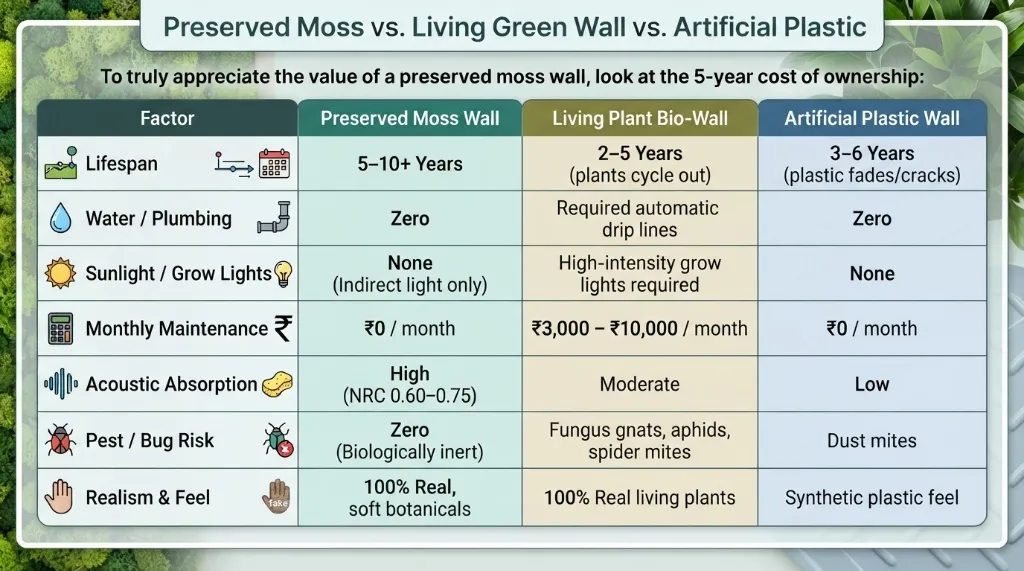 Preserved Moss vs. Living Green Wall vs. Artificial Plastic
To truly appreciate the value of a preserved moss wall, look at the 5-year cost of ownership:
Factor
Preserved Moss Wall
Living Plant Bio-Wall
Artificial Plastic Wall
Lifespan
5–10+ Years
2–5 Years
(plants cycle out)
3–6 Years
(plastic fades/cracks)
Water / Plumbing
Zero
Required automatic
drip lines
Zero
Sunlight / Grow Lights
None
(Indirect light only)
High-intensity grow
lights required
None
Monthly Maintenance ₹
₹0 / month
₹3,000 – ₹10,000 / month
₹0 / month
Acoustic Absorption
High
(NRC 0.60–0.75)
Moderate
Low
Pest / Bug Risk
Zero
(Biologically inert)
Fungus gnats, aphids,
spider mites
Dust mites
Realism & Feel
fake
100% Real,
soft botanicals
100% Real living plants
Synthetic plastic feel